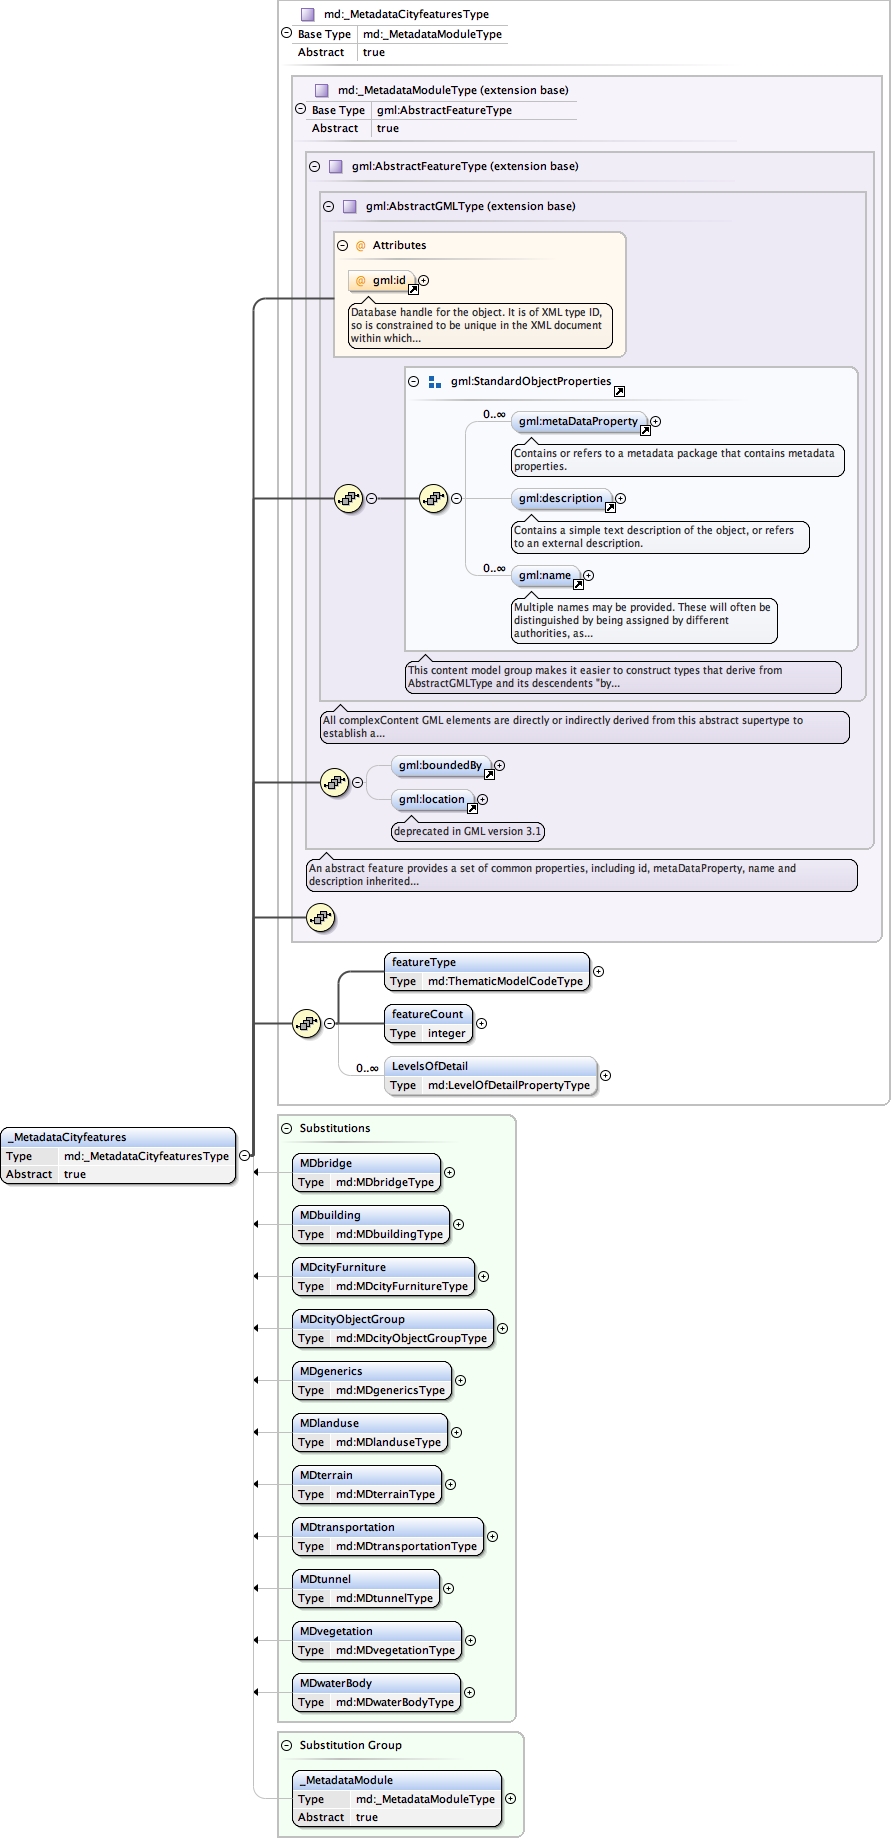 md:_MetadataCityfeaturesType
Base Type md:_MetadataModuleType
Abstract true
md:_MetadataModuleType (extension base)
Base Type gml:AbstractFeatureType
Abstract true
gml:AbstractFeatureType (extension base)
gml:AbstractGMLType (extension base)
@ Attributes
@ gml:id
Database handle for the object. It is of XML type ID,
so is constrained to be unique in the XML document
within which...
gml:StandardObjectProperties
0..∞
gml:metaDataProperty
Contains or refers to a metadata package that contains metadata
properties.
gml:description
Contains a simple text description of the object, or refers
to an external description.
0..∞
gml:name
Multiple names may be provided. These will often be
distinguished by being assigned by different
authorities, as...
This content model group makes it easier to construct types that derive from
AbstractGMLType and its descendents "by...
All complexContent GML elements are directly or indirectly derived from this abstract supertype to
establish a...
gml:boundedBy
gml:location
deprecated in GML version 3.1
An abstract feature provides a set of common properties, including id, metaDataProperty, name and
description inherited...
featureType
Type md:ThematicModelCodeType
featureCount
Type integer
0..∞
LevelsOfDetail
Type md:LevelOfDetailPropertyType
_MetadataCityfeatures
Type md:_MetadataCityfeaturesType
Abstract true
Substitutions
MDbridge
Type md:MDbridgeType
MDbuilding
Type md:MDbuildingType
MDcityFurniture
Type md:MDcityFurnitureType
MDcityObjectGroup
Type md:MDcityObjectGroupType
MDgenerics
Type md:MDgenericsType
MDlanduse
Type md:MDlanduseType
MDterrain
Type md:MDterrainType
MDtransportation
Type md:MDtransportationType
MDtunnel
Type md:MDtunnelType
MDvegetation
Type md:MDvegetationType
MDwaterBody
Type md:MDwaterBodyType
Substitution Group
_MetadataModule
Type md:_MetadataModuleType
Abstract true